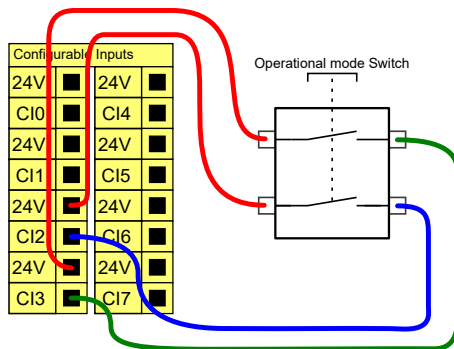 Configurable Inputs
Operational mode Switch
24V 24V
CI0 CI4
24V 24V
CI1 CI5
24V 24V
CI2 CI6
24V 24V
CI3 CI7